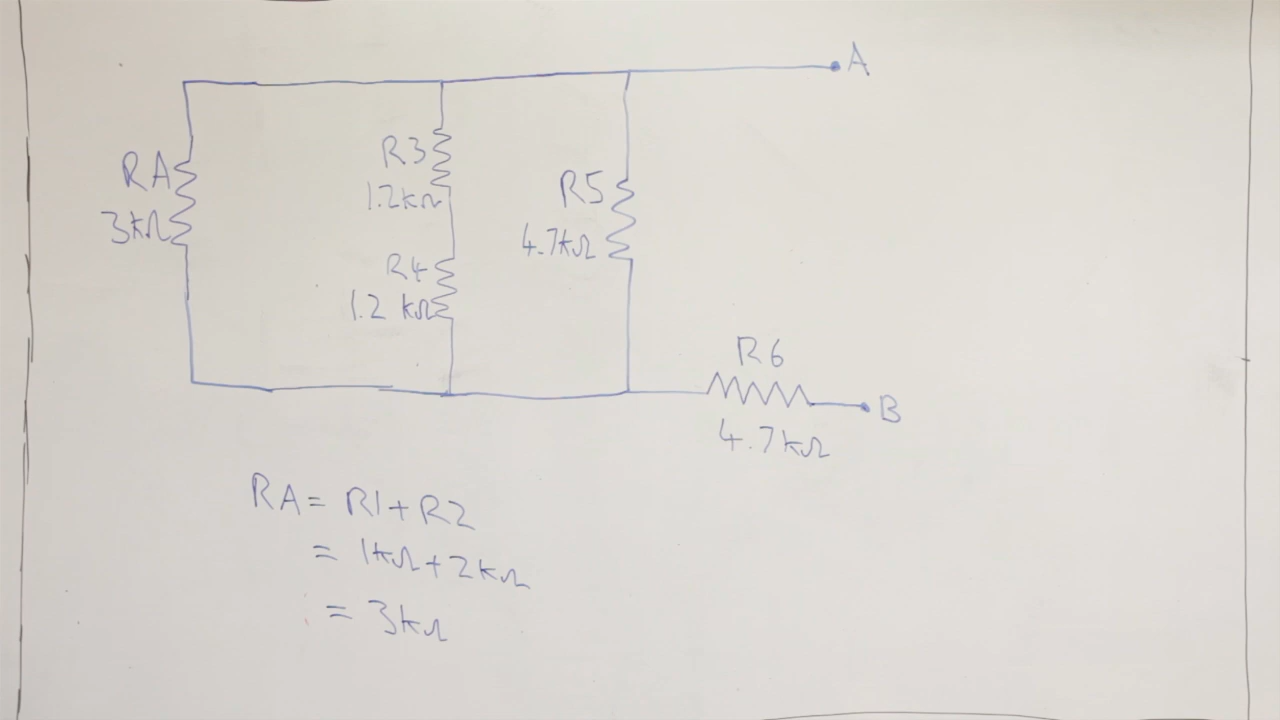 A
RA
3kΩ
R3
1.2kΩ
R5
4.7kΩ
R4
1.2 kΩ
R6
4.7kΩ
B
RA= R1+R2
= 1kΩ+2kΩ
= 3kΩ